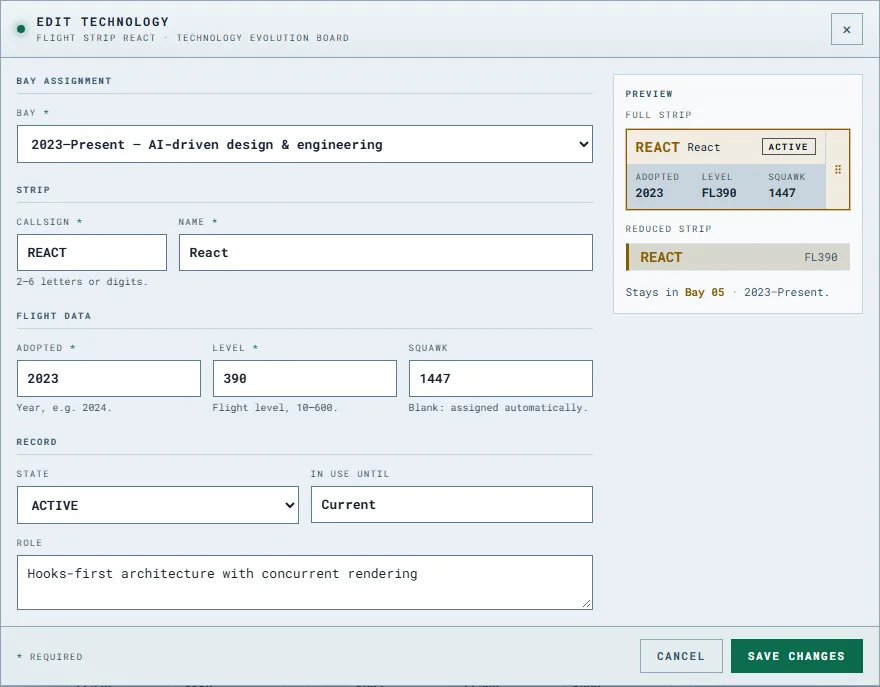 EDIT TECHNOLOGY
FLIGHT STRIP REACT · TECHNOLOGY EVOLUTION BOARD
×
BAY ASSIGNMENT
BAY *
2023–Present — AI-driven design & engineering
STRIP
CALLSIGN *
NAME *
REACT
React
2–6 letters or digits.
FLIGHT DATA
ADOPTED *
LEVEL *
SQUAWK
2023
390
1447
Year, e.g. 2024.
Flight level, 10–600.
Blank: assigned automatically.
RECORD
STATE
IN USE UNTIL
ACTIVE
Current
ROLE
Hooks-first architecture with concurrent rendering
PREVIEW
FULL STRIP
REACT React ACTIVE
ADOPTED LEVEL SQUAWK
2023 FL390 1447
REDUCED STRIP
REACT FL390
Stays in Bay 05 · 2023–Present.
* REQUIRED
CANCEL
SAVE CHANGES